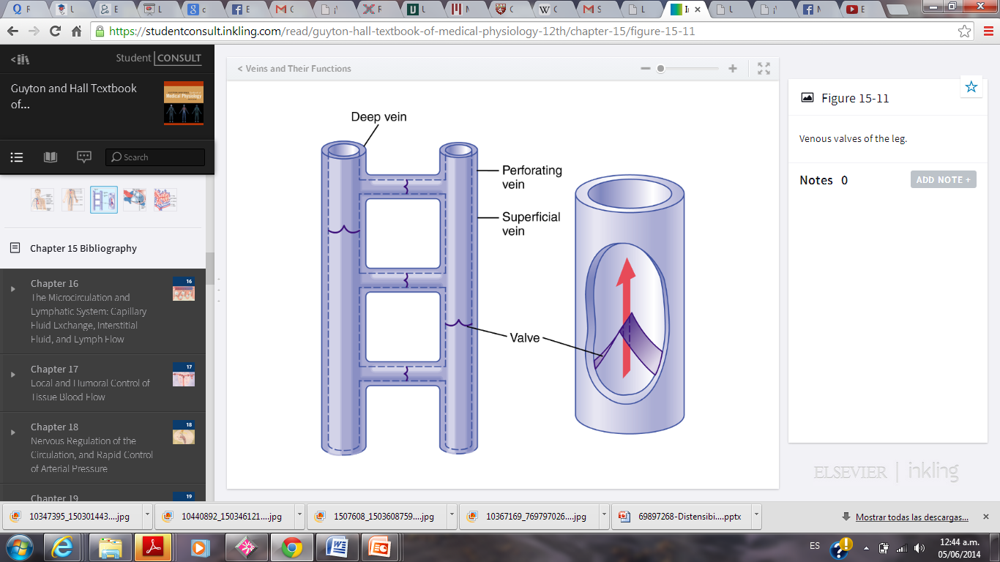 Q
L
E
L
c
E
C
j'
R
U
N
C
C
S
L
I
L
j'
N
E
https://studentconsult.inkling.com/read/guyton-hall-textbook-of-medical-physiology-12th/chapter-15/figure-15-11
Student CONSULT
Guyton and Hall Textbook
of...
Medical Physiology
Search
Chapter 15 Bibliography
Chapter 16
16
The Microcirculation and
Lymphatic System: Capillary
Fluid Exchange, Interstitial
Fluid, and Lymph Flow
Chapter 17
17
Local and Humoral Control of
Tissue Blood Flow
Chapter 18
18
Nervous Regulation of the
Circulation, and Rapid Control
of Arterial Pressure
Chapter 19
19
< Veins and Their Functions
Deep vein
Perforating
vein
Superficial
vein
Valve
Figure 15-11
Venous valves of the leg.
Notes 0
ADD NOTE +
ELSEVIER | inkling
10347395_150301443....jpg
10440892_150346121....jpg
1507608_1503608759....jpg
10367169_769797026....jpg
69897268-Distensibi....pptx
Mostrar todas las descargas...
ES
12:44 a.m.
05/06/2014